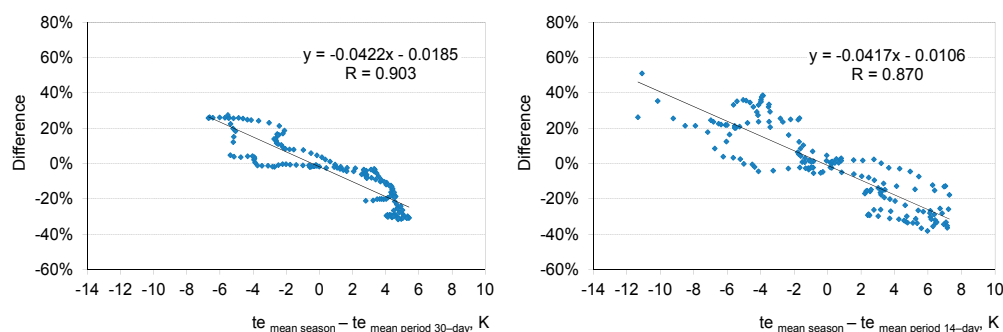 80%
60%
40%
20%
0%
-20%
-40%
-60%
Difference
y = -0.0422x - 0.0185
R = 0.903
-14 -12 -10 -8 -6 -4 -2 0 2 4 6 8 10
te mean season – te mean period 30–day, K
80%
60%
40%
20%
0%
-20%
-40%
-60%
Difference
y = -0.0417x - 0.0106
R = 0.870
-14 -12 -10 -8 -6 -4 -2 0 2 4 6 8 10
te mean season – te mean period 14–day, K